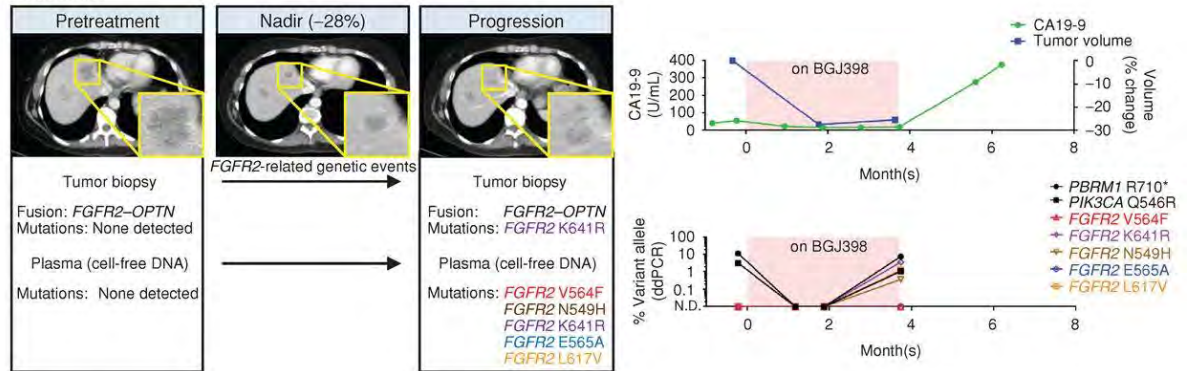 Pretreatment
Nadir (−28%)
Progression
FGFR2-related genetic events
Tumor biopsy
Fusion: FGFR2–OPTN
Mutations: None detected
Plasma (cell-free DNA)
Mutations: None detected
Tumor biopsy
Fusion: FGFR2–OPTN
Mutations: FGFR2 K641R
Plasma (cell-free DNA)
Mutations: FGFR2 V564F
FGFR2 N549H
FGFR2 K641R
FGFR2 E565A
FGFR2 L617V
CA19-9
Tumor volume
on BGJ398
CA19-9
(U/mL)
400
300
200
100
0
0
−10
−20
−30
Volume
(% change)
0 2 4 6 8
Month(s)
PBRM1 R710*
PIK3CA Q546R
FGFR2 V564F
FGFR2 K641R
FGFR2 N549H
FGFR2 E565A
FGFR2 L617V
on BGJ398
% Variant allele
(ddPCR)
100
10
1
0.1
N.D.
0 2 4 6 8
Month(s)